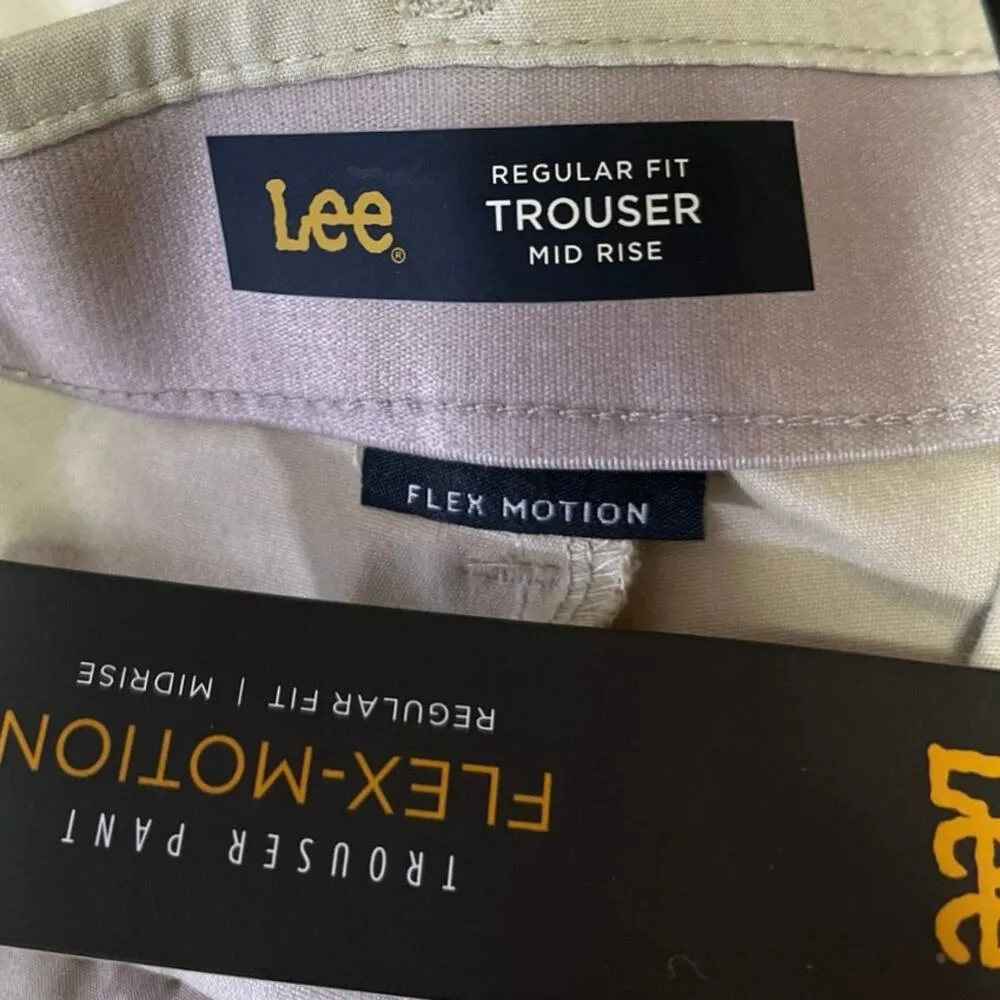 Lee®
REGULAR FIT
TROUSER
MID RISE
FLEX MOTION
TROUSER PANT
FLEX-MOTION
REGULAR FIT | MIDRISE
Lee